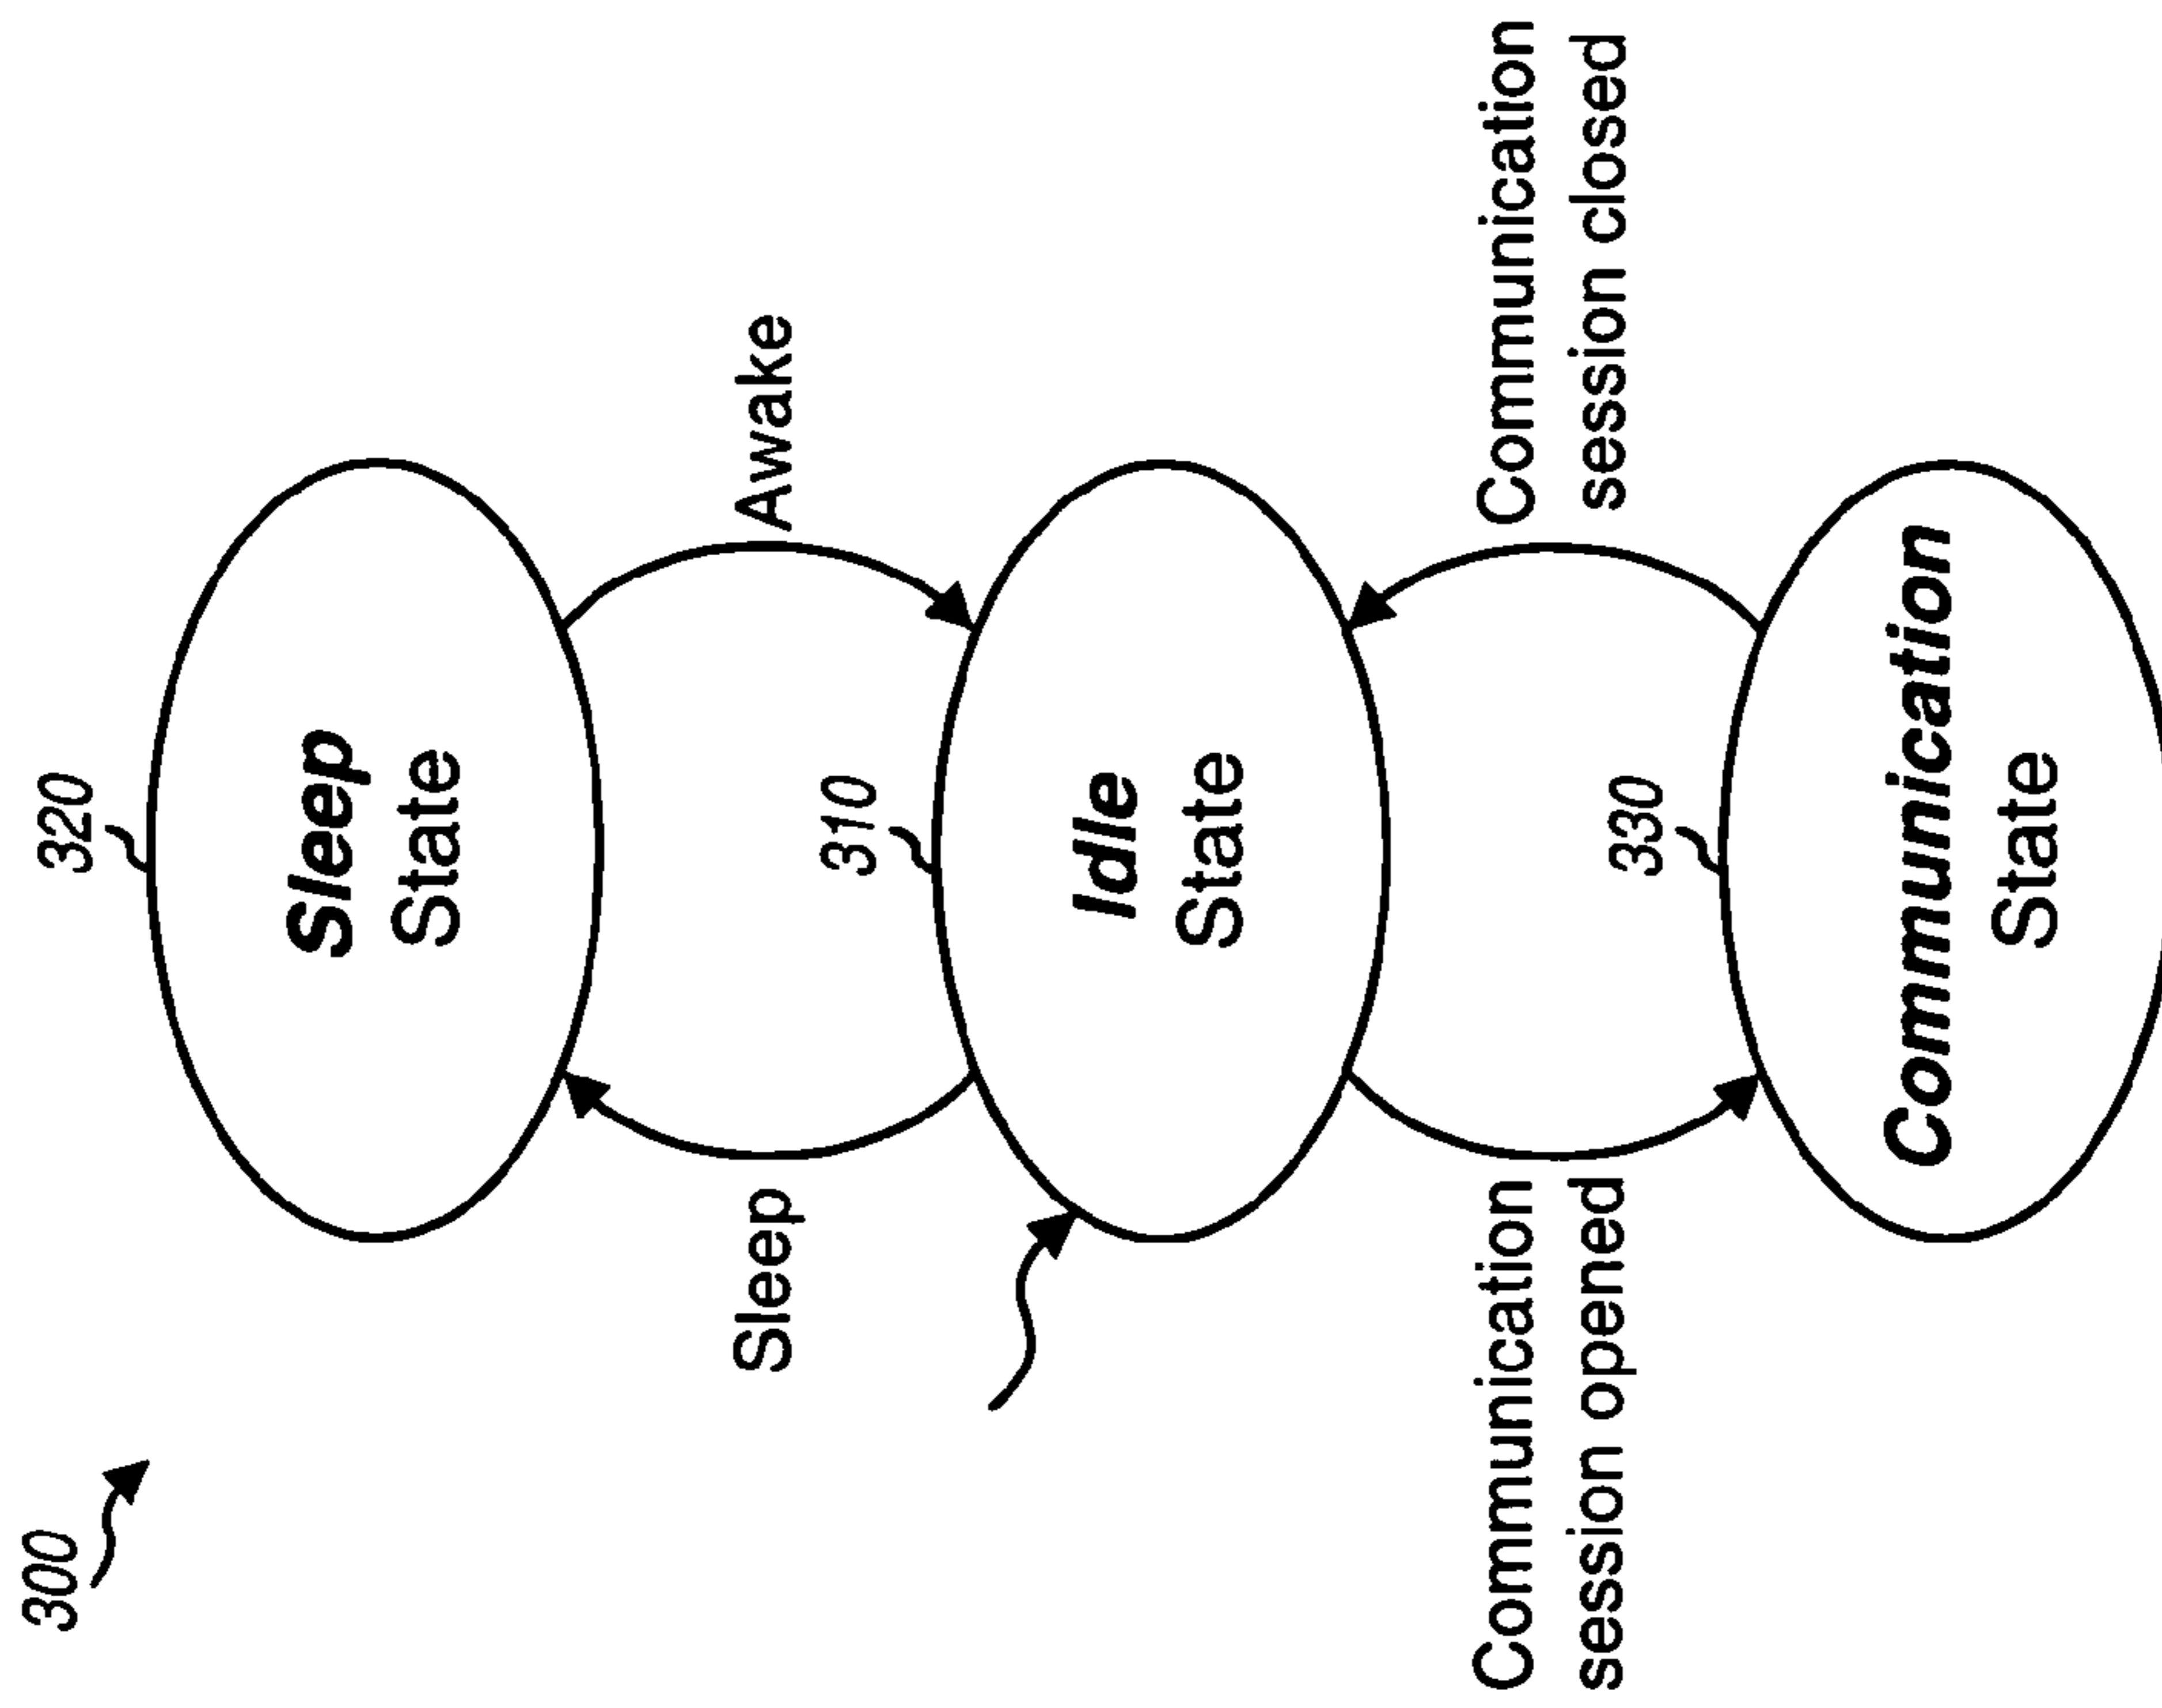 300
320
Sleep
State
Sleep
Awake
310
Idle
State
Communication
session opened
Communication
session closed
330
Communication
State